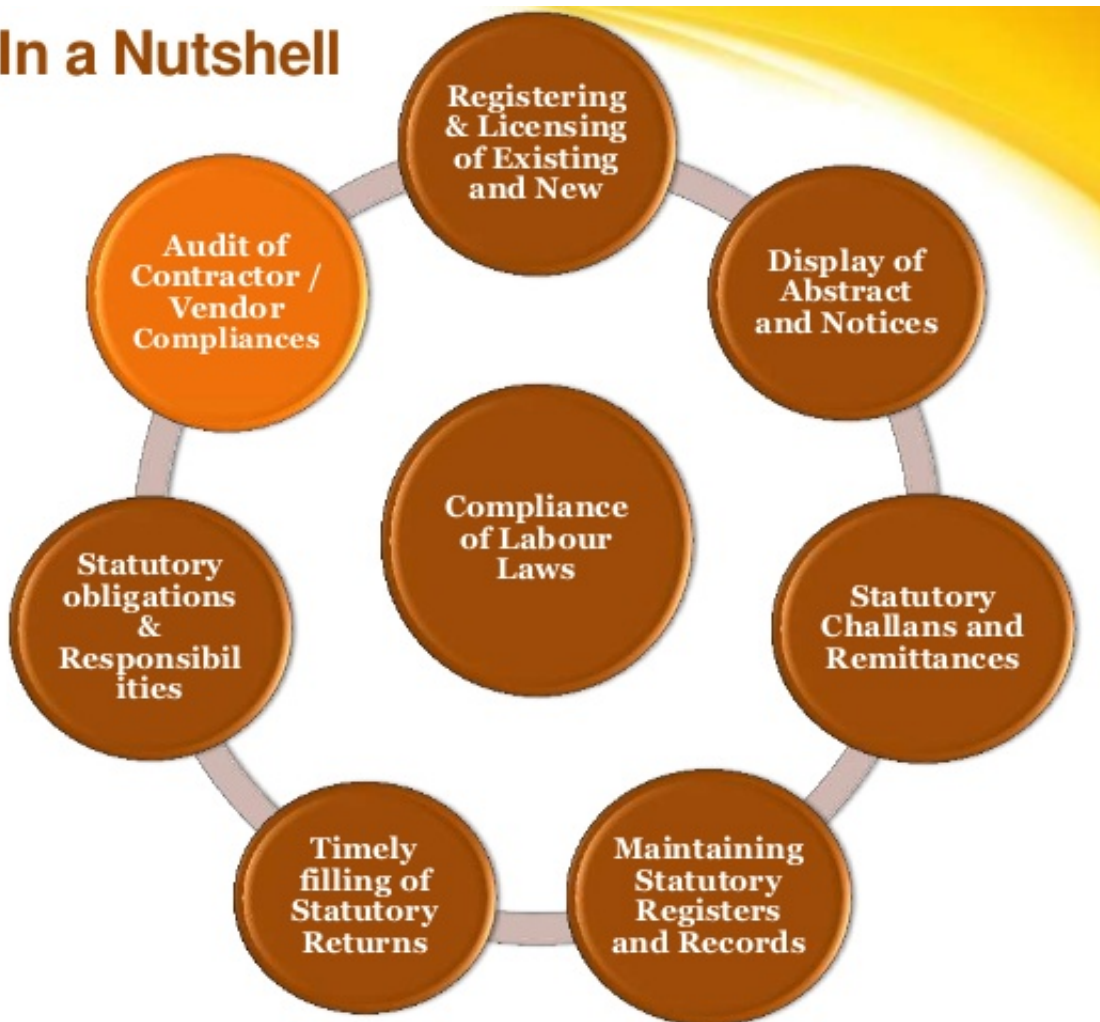 In a Nutshell
Registering
& Licensing
of Existing
and New
Display of
Abstract
and Notices
Statutory
Challans and
Remittances
Maintaining
Statutory
Registers
and Records
Timely
filling of
Statutory
Returns
Statutory
obligations
&
Responsibil
ities
Audit of
Contractor /
Vendor
Compliances
Compliance
of Labour
Laws